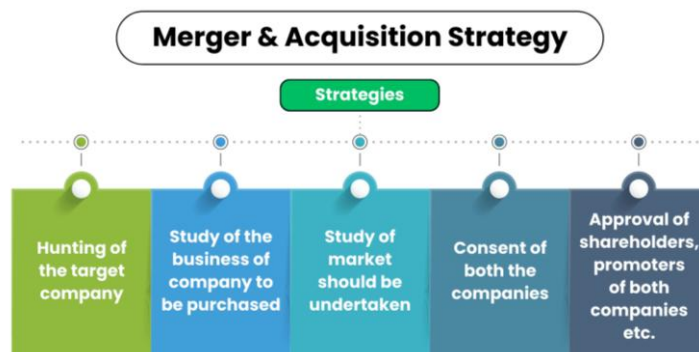 Merger & Acquisition Strategy
Strategies
Hunting of
the target
company
Study of the
business of
company to
be purchased
Study of
market
should be
undertaken
Consent of
both the
companies
Approval of
shareholders,
promoters
of both
companies
etc.